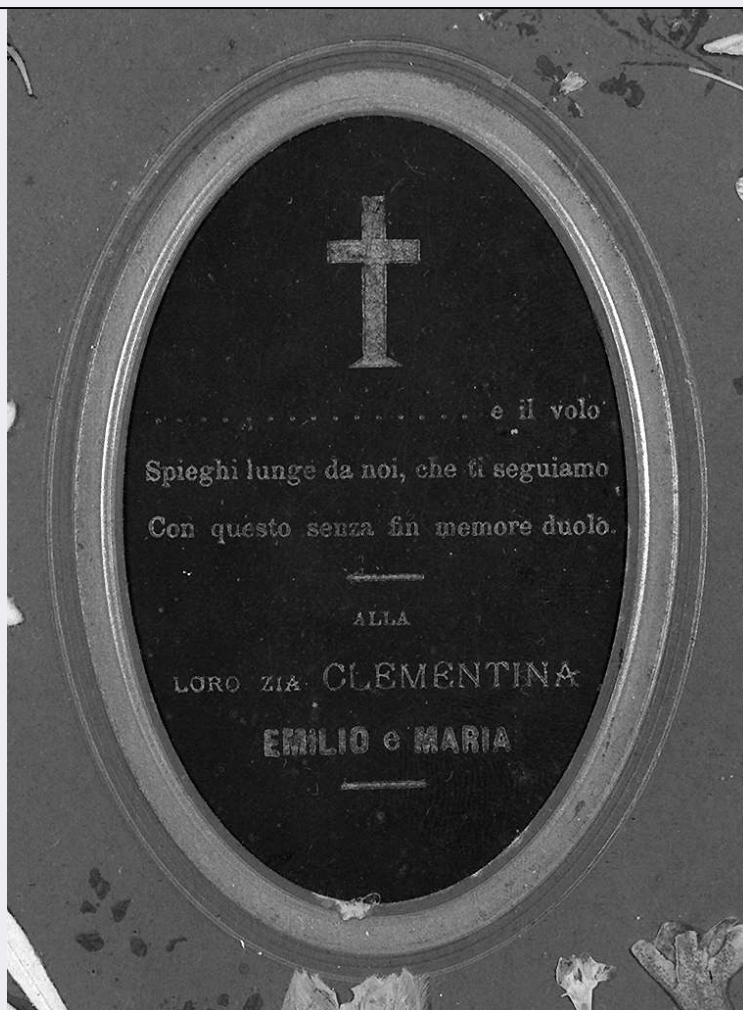 . . . . . . . . . . . . . . . . . e il volo
Spieghi lunge da noi, che ti seguiamo
Con questo senza fin memore duolo.
ALLA
LORO ZIA CLEMENTINA
EMILIO e MARIA